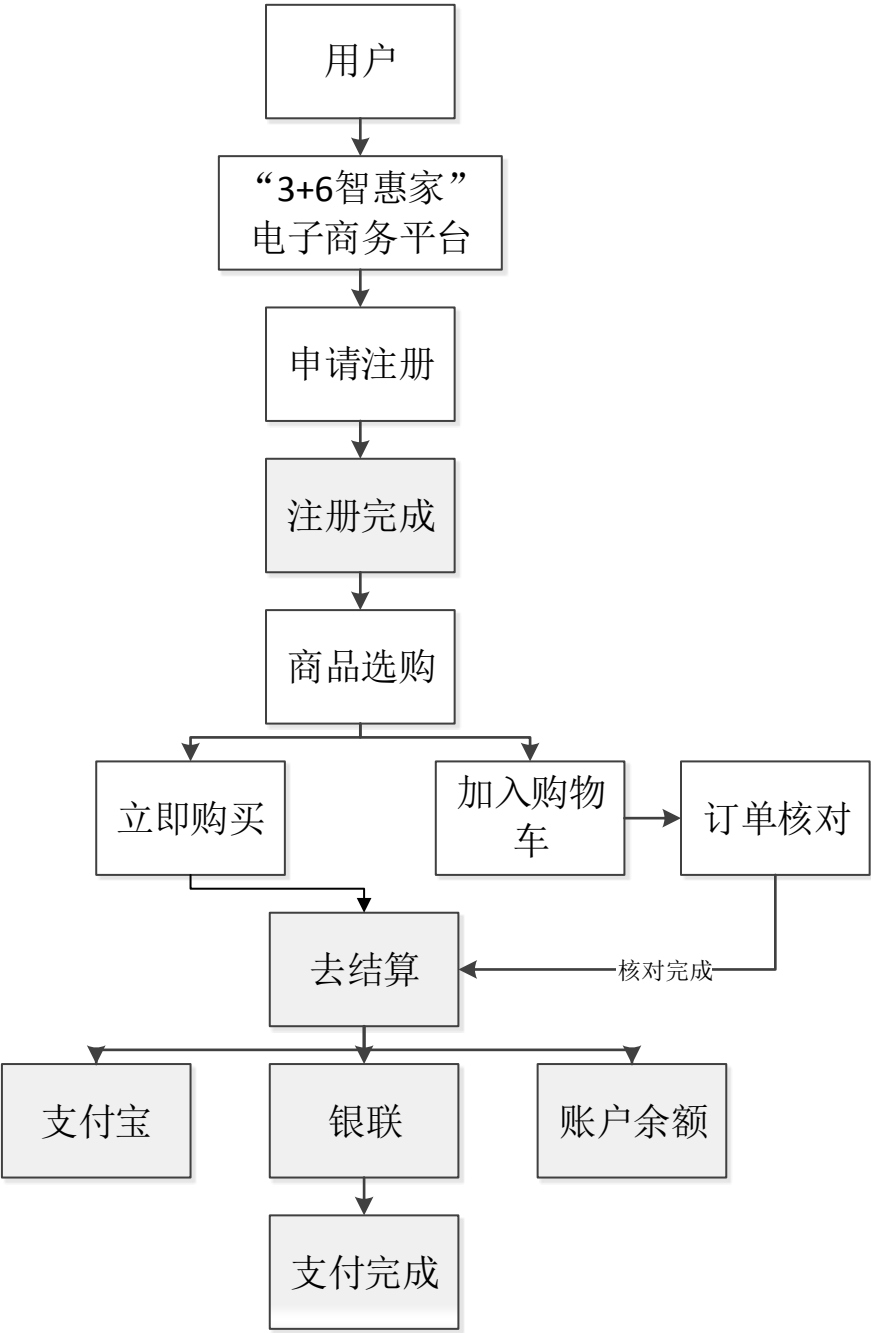 用户
“3+6智惠家”
电子商务平台
申请注册
注册完成
商品选购
立即购买
加入购物
车
订单核对
去结算
核对完成
支付宝
银联
账户余额
支付完成